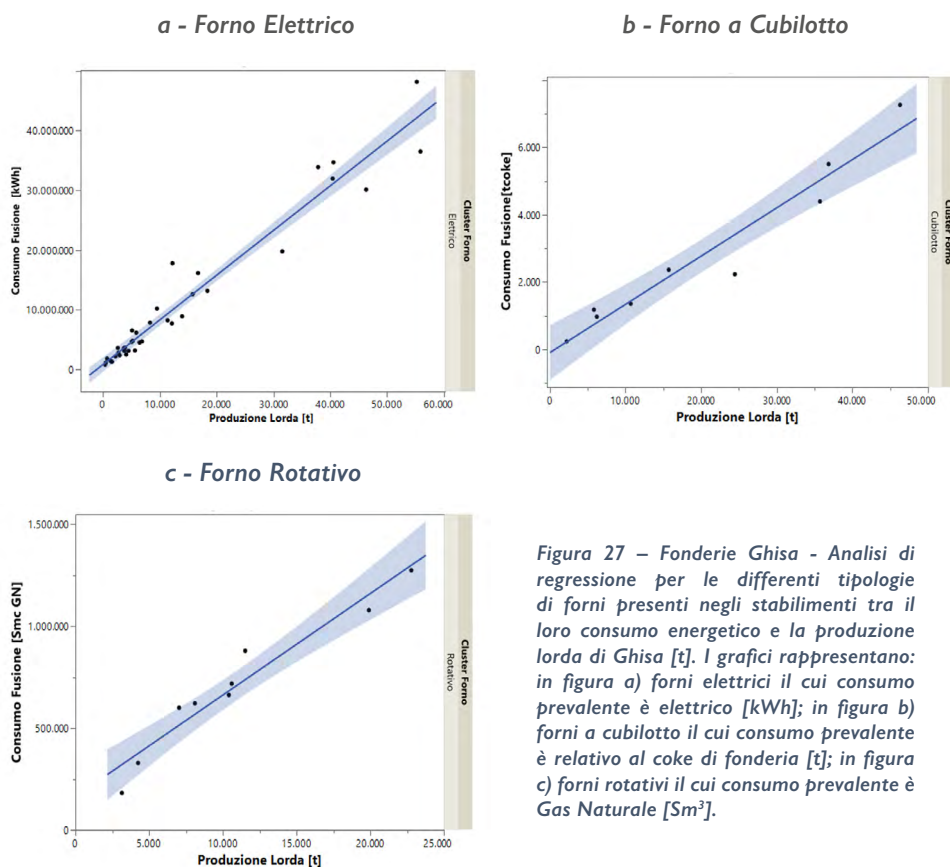 a - Forno Elettrico
b - Forno a Cubilotto
Consumo Fusione [kWh]
40.000.000
30.000.000
20.000.000
10.000.000
0
0
10.000
20.000
30.000
40.000
50.000
60.000
Produzione Lorda [t]
Elettrico
Cluster Forno
Consumo Fusione[tcoke]
6.000
4.000
2.000
0
0
10.000
20.000
30.000
40.000
50.000
Produzione Lorda [t]
Cubilotto
Cluster Forno
c - Forno Rotativo
Consumo Fusione [Smc GN]
1.500.000
1.000.000
500.000
0
0
5.000
10.000
15.000
20.000
25.000
Produzione Lorda [t]
Rotativo
Cluster Forno
Figura 27 – Fonderie Ghisa - Analisi di
regressione per le differenti tipologie
di forni presenti negli stabilimenti tra il
loro consumo energetico e la produzione
lorda di Ghisa [t]. I grafici rappresentano:
in figura a) forni elettrici il cui consumo
prevalente è elettrico [kWh]; in figura b)
forni a cubilotto il cui consumo prevalente
è relativo al coke di fonderia [t]; in figura
c) forni rotativi il cui consumo prevalente è
Gas Naturale [Sm³].